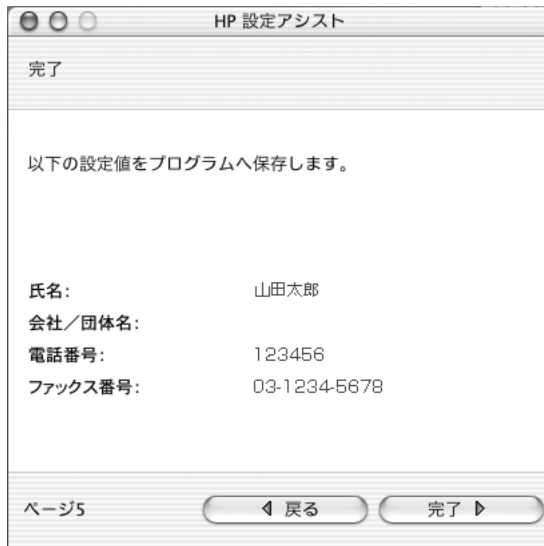 HP 設定アシスト
完了
以下の設定値をプログラムへ保存します。
氏名: 山田太郎
会社／団体名:
電話番号: 123456
ファックス番号: 03-1234-5678
ページ5 戻る 完了